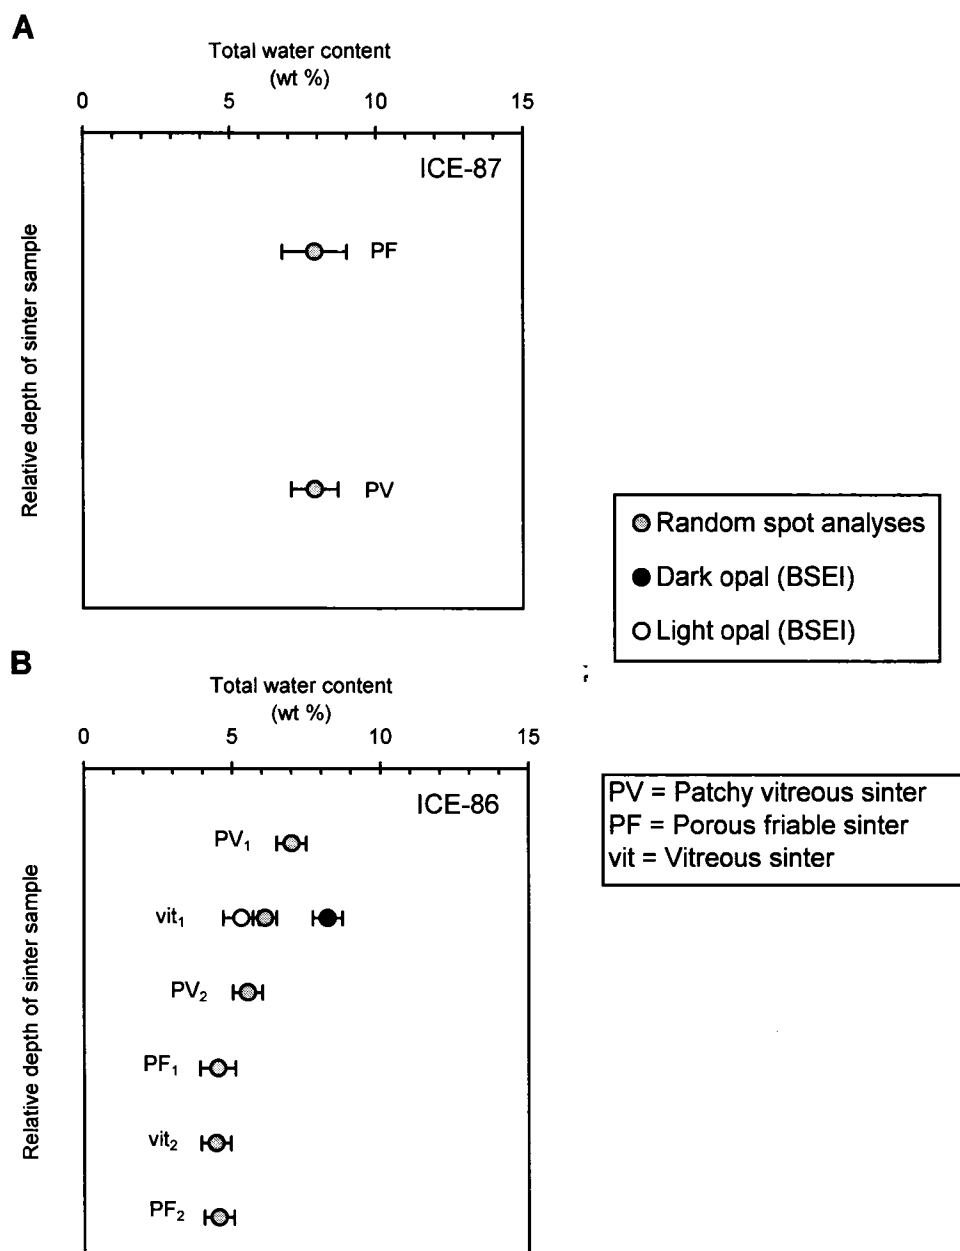 A
Total water content
(wt %)
0 5 10 15
ICE-87
Relative depth of sinter sample
PF
PV
Random spot analyses
Dark opal (BSEI)
Light opal (BSEI)
B
Total water content
(wt %)
0 5 10 15
ICE-86
Relative depth of sinter sample
PV₁
vit₁
PV₂
PF₁
vit₂
PF₂
PV = Patchy vitreous sinter
PF = Porous friable sinter
vit = Vitreous sinter